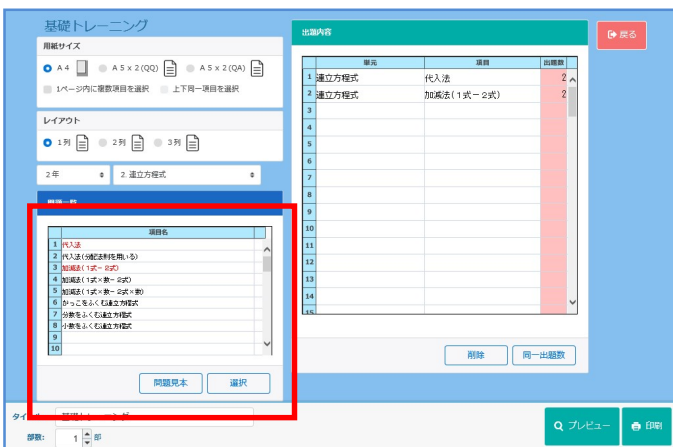 基礎トレーニング
用紙サイズ
A 4
A 5 x 2 (QQ)
A 5 x 2 (QA)
1ページ内に複数項目を選択
上下同一項目を選択
レイアウト
1列
2列
3列
2年
2. 連立方程式
項目名
1 代入法
2 代入法(分配法則を用いる)
3 加減法(1式－2式)
4 加減法(1式×数－2式)
5 加減法(1式×数－2式×数)
6 かっこをふくむ連立方程式
7 分数をふくむ連立方程式
8 小数をふくむ連立方程式
9
10
問題見本
選択
出題内容
単元 項目 出題数
1 連立方程式 代入法 2
2 連立方程式 加減法(1式－2式) 2
3
4
5
6
7
8
9
10
11
12
13
14
15
削除
同一出題数
戻る
基礎トレーニング
部数: 1 部
プレビュー
印刷